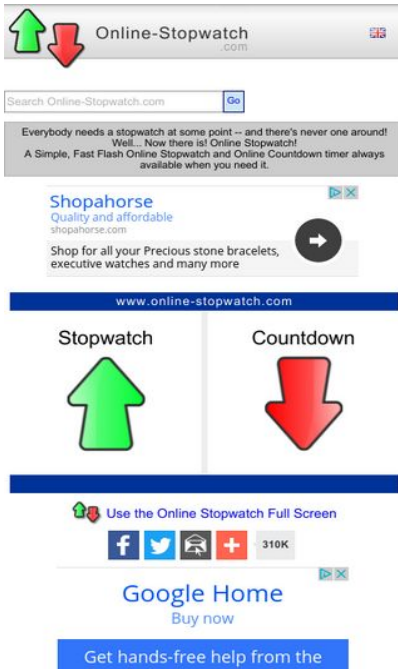 Online-Stopwatch
.com
Search Online-Stopwatch.com Go
Everybody needs a stopwatch at some point -- and there's never one around!
Well... Now there is! Online Stopwatch!
A Simple, Fast Flash Online Stopwatch and Online Countdown timer always
available when you need it.
Shopahorse
Quality and affordable
shopahorse.com
Shop for all your Precious stone bracelets,
executive watches and many more
www.online-stopwatch.com
Stopwatch Countdown
Use the Online Stopwatch Full Screen
f + 310K
Google Home
Buy now
Get hands-free help from the